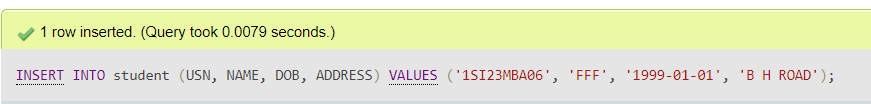 1 row inserted. (Query took 0.0079 seconds.)
INSERT INTO student (USN, NAME, DOB, ADDRESS) VALUES ('1SI23MBA06', 'FFF', '1999-01-01', 'B H ROAD');